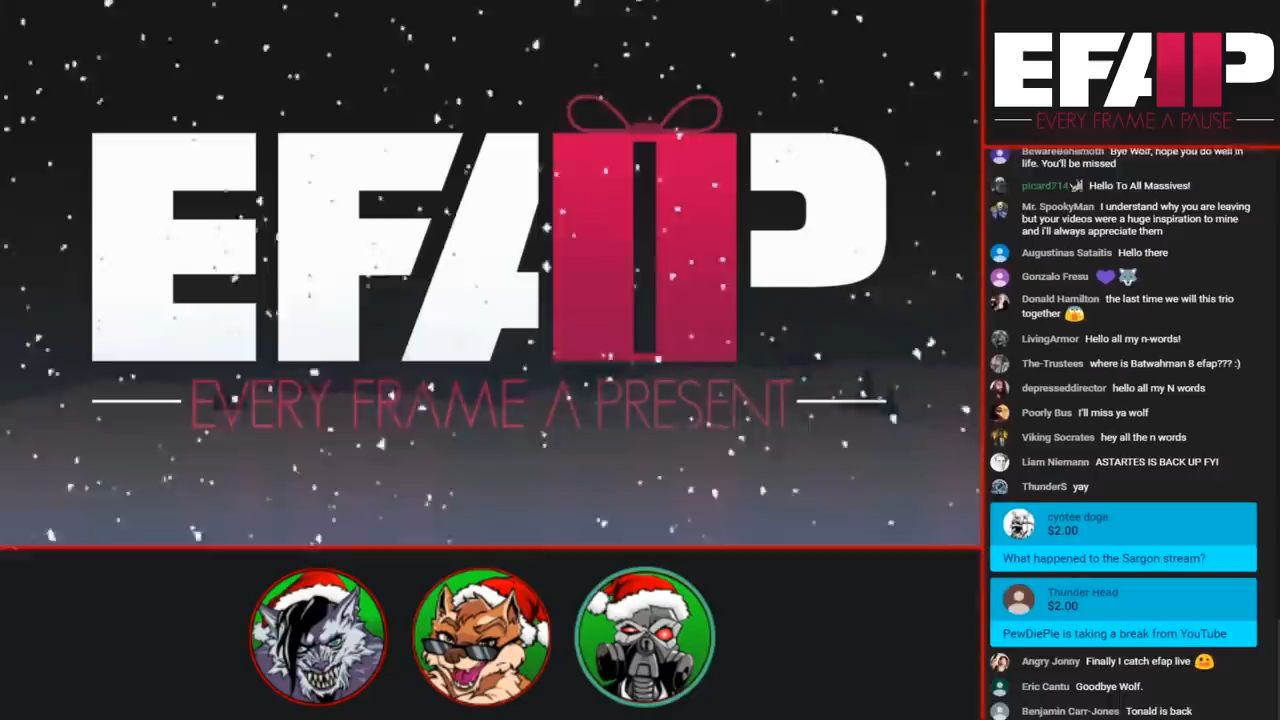 EFAP
EVERY FRAME A PRESENT
EFAP
EVERY FRAME A PAUSE
BewareBehemoth Bye Wolf, hope you do well in
life. You'll be missed
picard714 Hello To All Massives!
Mr. SpookyMan I understand why you are leaving
but your videos were a huge inspiration to mine
and i'll always appreciate them
Augustinas Sataitis Hello there
Gonzalo Fresu 💜
Donald Hamilton the last time we will this trio
together
LivingArmor Hello all my n-words!
The-Trustees where is Batwahman 8 efap??? :)
depresseddirector hello all my N words
Poorly Bus I'll miss ya wolf
Viking Socrates hey all the n words
Liam Niemann ASTARTES IS BACK UP FYI
ThunderS yay
cyotee doge
$2.00
What happened to the Sargon stream?
Thunder Head
$2.00
PewDiePie is taking a break from YouTube
Angry Jonny Finally I catch efap live
Eric Cantu Goodbye Wolf.
Benjamin Carr-Jones Tonald is back